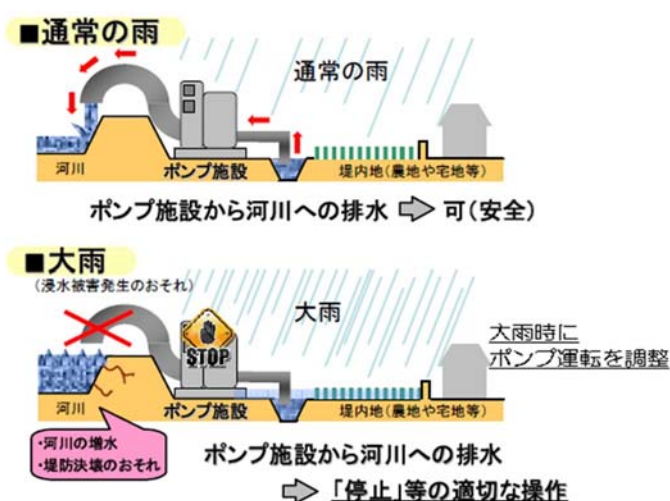 ■通常の雨
通常の雨
河川
ポンプ施設
堤内地(農地や宅地等)
ポンプ施設から河川への排水 ⇨ 可(安全)
■大雨
(浸水被害発生のおそれ)
大雨
STOP
大雨時に
ポンプ運転を調整
河川
ポンプ施設
堤内地(農地や宅地等)
・河川の増水
・堤防決壊のおそれ
ポンプ施設から河川への排水
⇨ 「停止」等の適切な操作